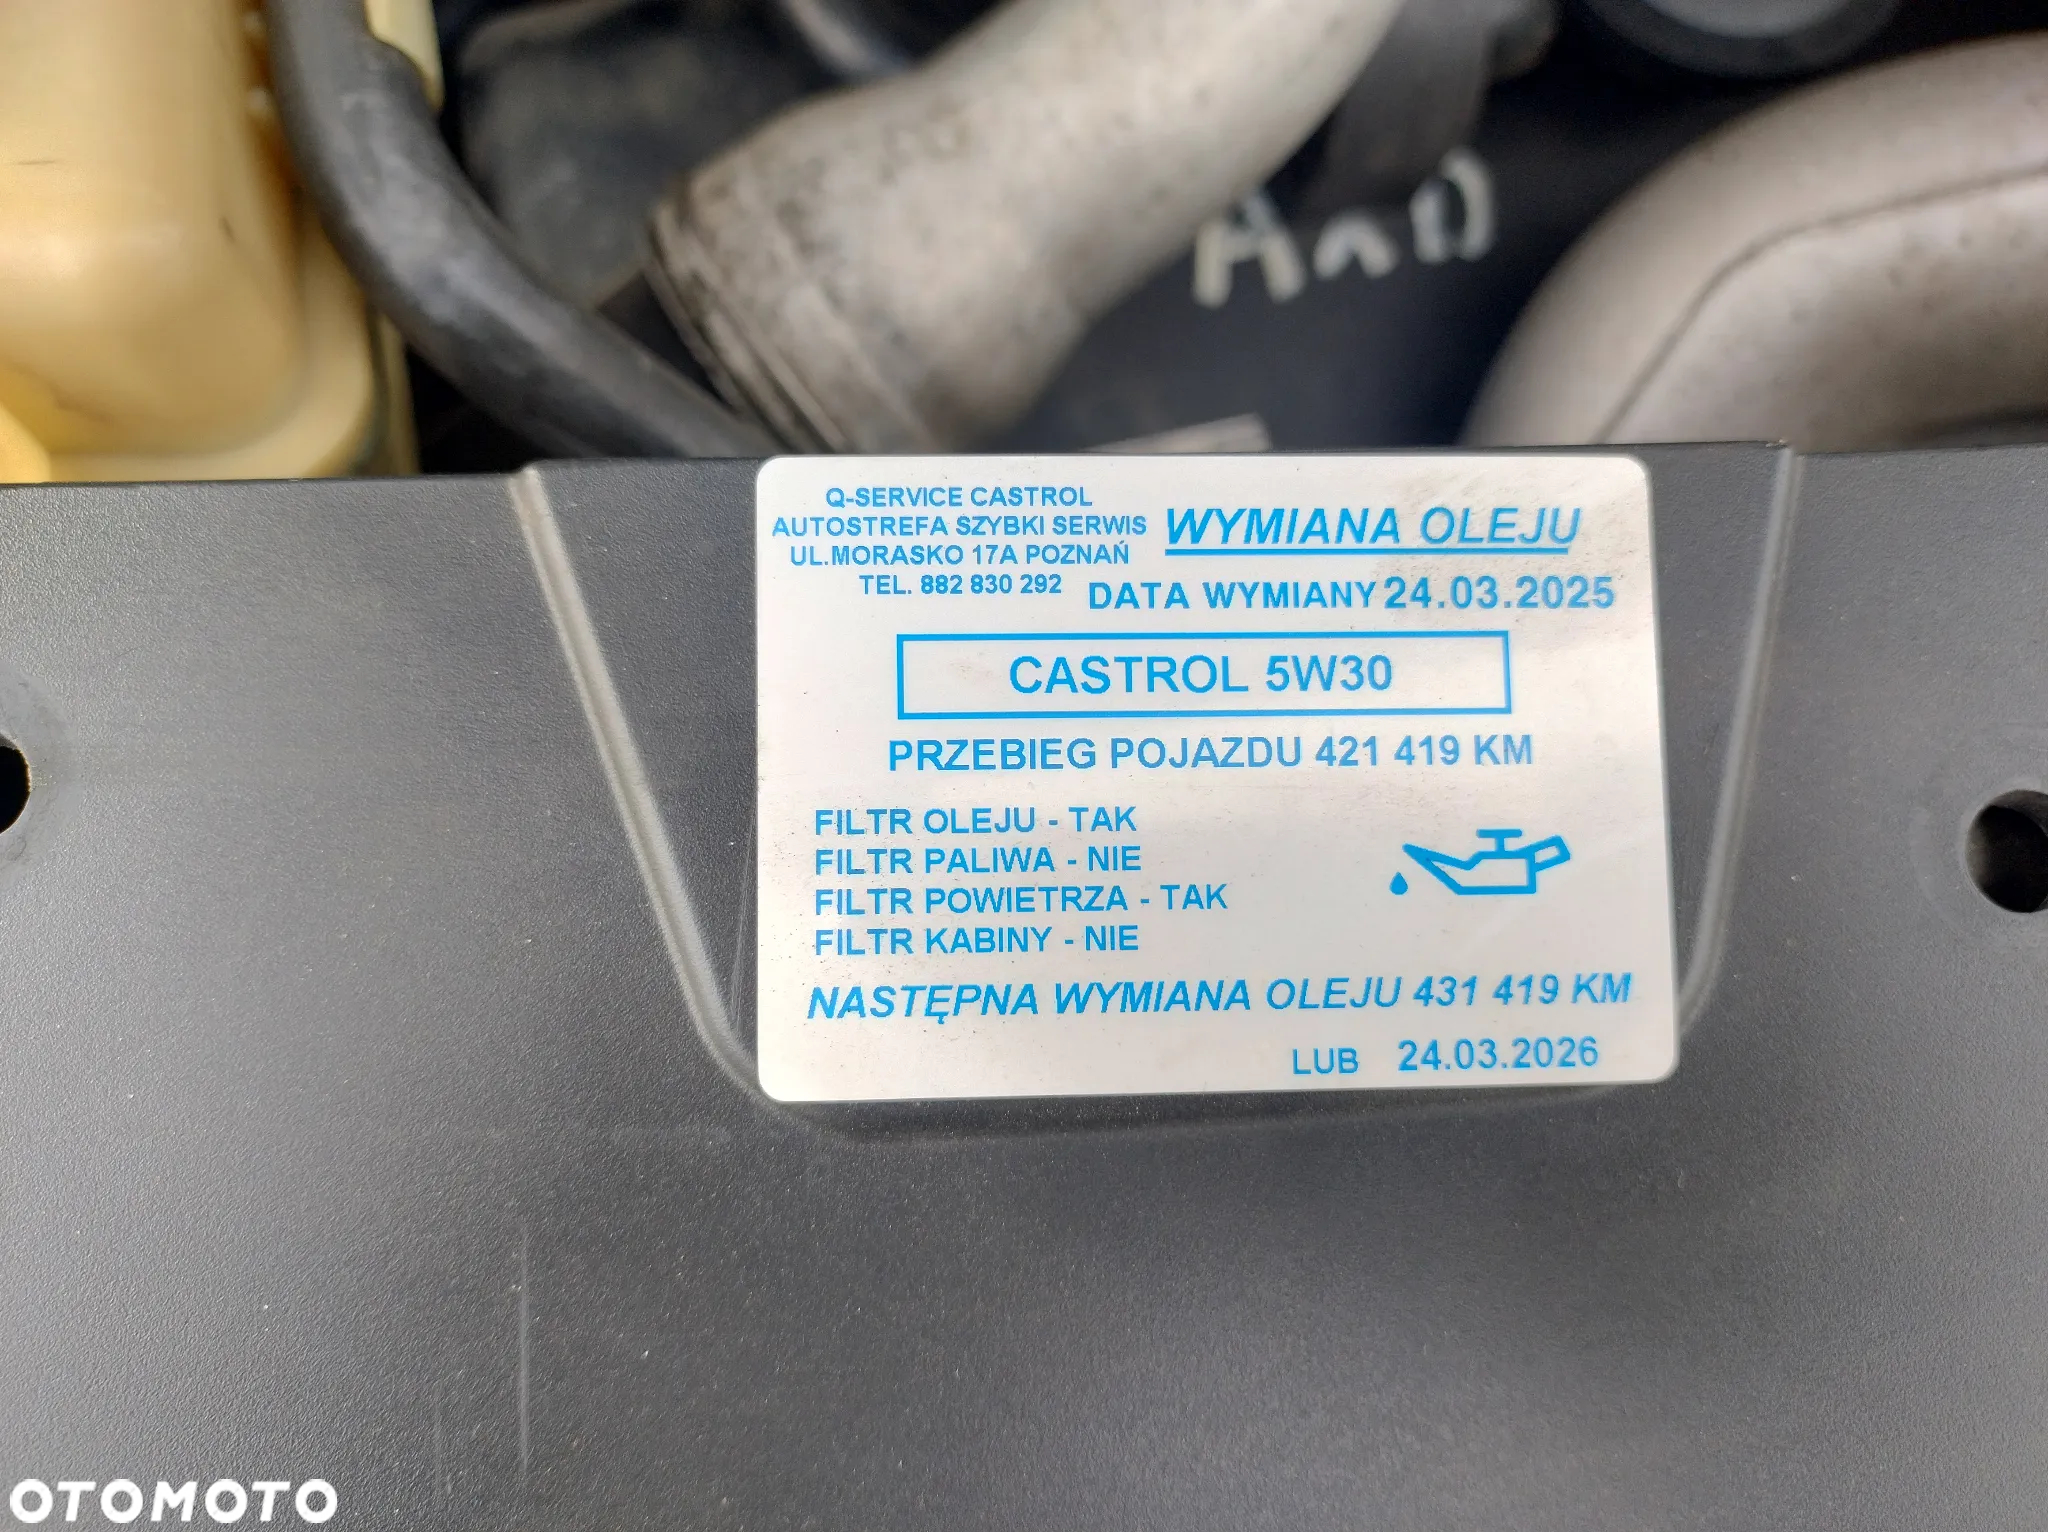 Q-SERVICE CASTROL
AUTOSTREFA SZYBKI SERWIS
UL.MORASKO 17A POZNAŃ
TEL. 882 830 292
WYMIANA OLEJU
DATA WYMIANY 24.03.2025
CASTROL 5W30
PRZEBIEG POJAZDU 421 419 KM
FILTR OLEJU - TAK
FILTR PALIWA - NIE
FILTR POWIETRZA - TAK
FILTR KABINY - NIE
NASTĘPNA WYMIANA OLEJU 431 419 KM
LUB 24.03.2026
OTOMOTO